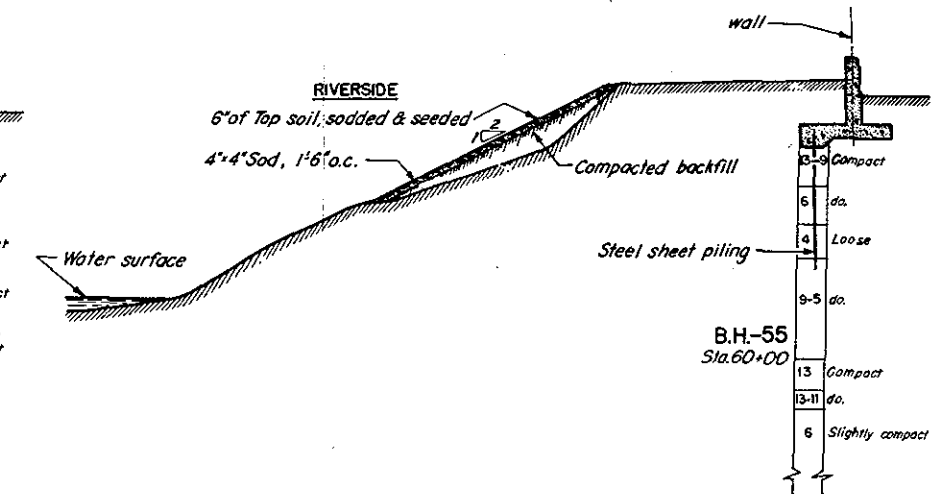 wall
RIVERSIDE
6" of Top soil, sodded & seeded
2
1
4"x4" Sod, 1'-6" o.c.
Compacted backfill
13-9 Compact
6 do.
4 Loose
Steel sheet piling
Water surface
9-5 do.
B.H.-55
Sta. 60+00
13 Compact
13-11 do.
6 Slightly compact